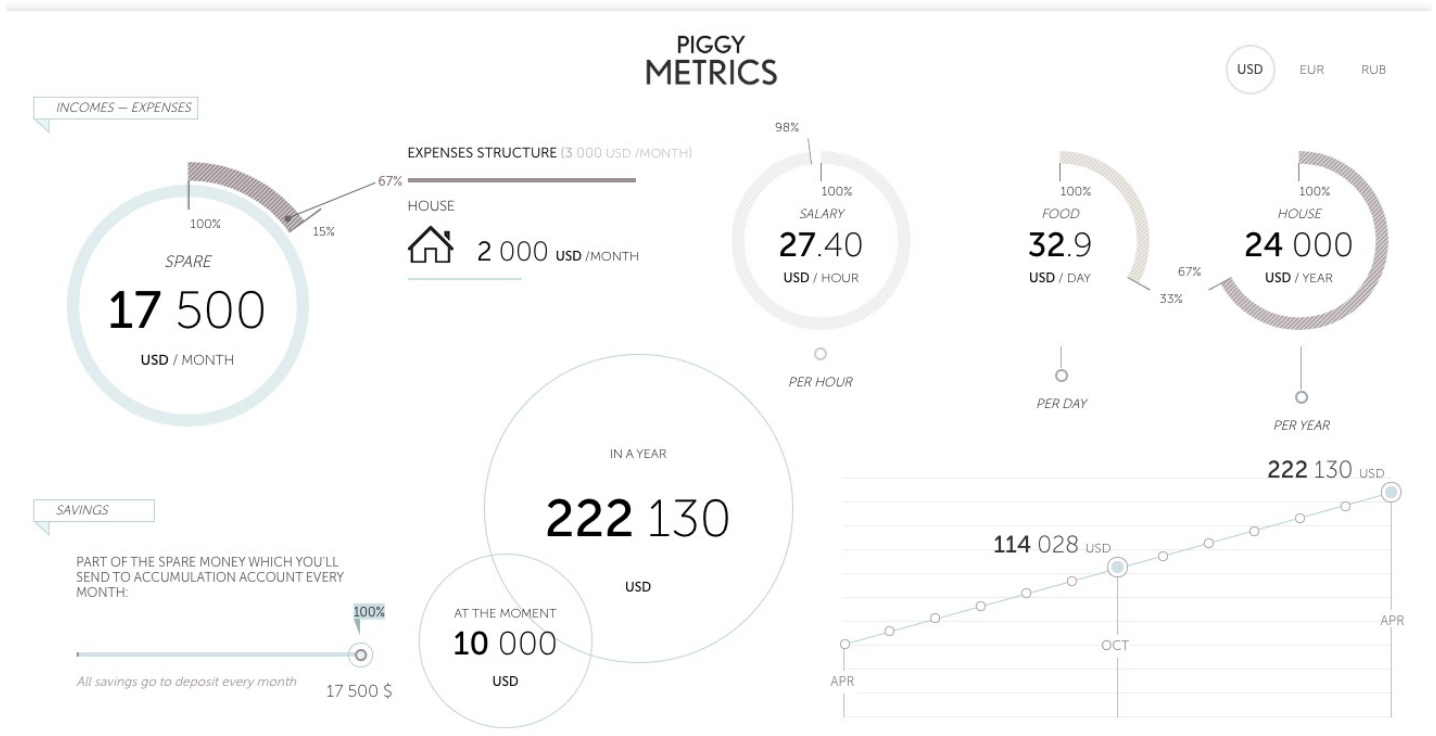 PIGGY
METRICS
USD EUR RUB
INCOMES — EXPENSES
100%
67%
15%
SPARE
17 500
USD / MONTH
EXPENSES STRUCTURE (3 000 USD /MONTH)
HOUSE
2 000 USD /MONTH
98%
100%
SALARY
27.40
USD / HOUR
PER HOUR
100%
FOOD
32.9
USD / DAY
33%
PER DAY
100%
HOUSE
24 000
USD / YEAR
67%
PER YEAR
SAVINGS
PART OF THE SPARE MONEY WHICH YOU'LL
SEND TO ACCUMULATION ACCOUNT EVERY
MONTH:
100%
All savings go to deposit every month
17 500 $
IN A YEAR
222 130
USD
AT THE MOMENT
10 000
USD
222 130 USD
114 028 USD
APR
OCT
APR